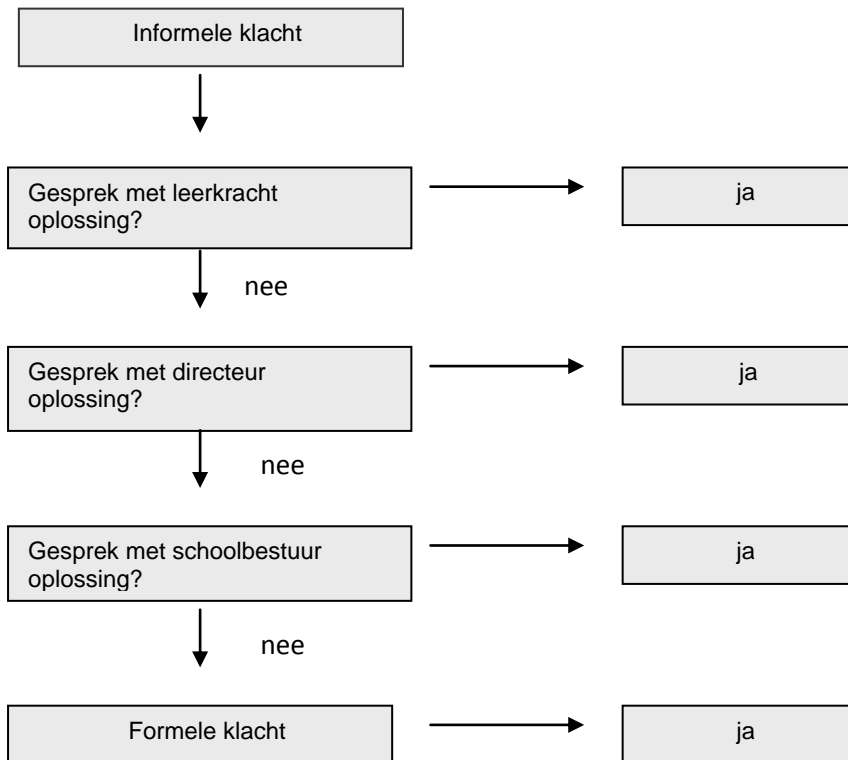 Informele klacht
Gesprek met leerkracht
oplossing?
ja
nee
Gesprek met directeur
oplossing?
ja
nee
Gesprek met schoolbestuur
oplossing?
ja
nee
Formele klacht
ja